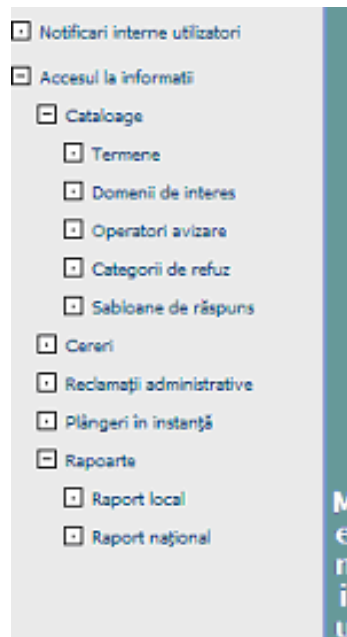 Notificari interne utilizatori
Accesul la informatii
Cataloage
Termene
Domenii de interes
Operatori avizare
Categorii de refuz
Sabloane de răspuns
Cereri
Reclamaţii administrative
Plângeri în instanţă
Rapoarte
Raport local
Raport naţional
M
e
n
i
u